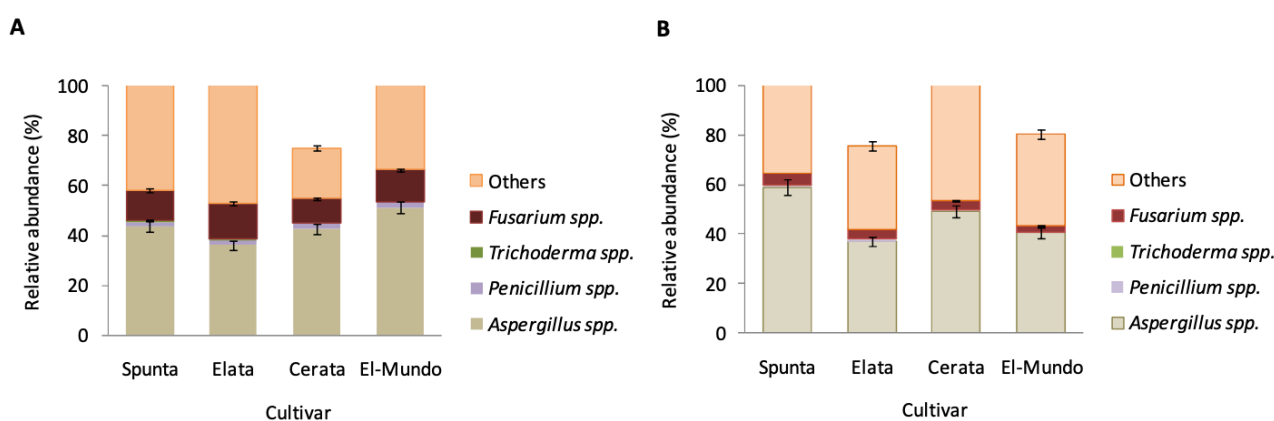 A
100
80
60
40
20
0
Relative abundance (%)
Spunta Elata Cerata El-Mundo
Cultivar
Others
Fusarium spp.
Trichoderma spp.
Penicillium spp.
Aspergillus spp.
B
100
80
60
40
20
0
Relative abundance (%)
Spunta Elata Cerata El-Mundo
Cultivar
Others
Fusarium spp.
Trichoderma spp.
Penicillium spp.
Aspergillus spp.